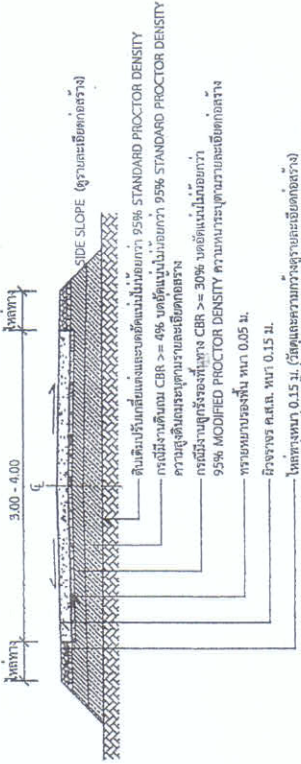 ไหล่ทาง
3.00 - 4.00
ไหล่ทาง
℄
SIDE SLOPE (ดูรายละเอียดก่อสร้าง)
ดินเดิมปรับเกลี่ยแต่งและบดอัดแน่นไม่น้อยกว่า 95% STANDARD PROCTOR DENSITY
กรณีมีงานดินถม CBR >= 4% บดอัดแน่นไม่น้อยกว่า 95% STANDARD PROCTOR DENSITY
ความสูงดินถมระบุตามรายละเอียดก่อสร้าง
กรณีมีงานลูกรังรองพื้นทาง CBR >= 30% บดอัดแน่นไม่น้อยกว่า
95% MODIFIED PROCTOR DENSITY ความหนาระบุตามรายละเอียดก่อสร้าง
ทรายหยาบรองพื้น หนา 0.05 ม.
ผิวจราจร ค.ส.ล. หนา 0.15 ม.
ไหล่ทางหนา 0.15 ม. (วัสดุและความกว้างดูรายละเอียดก่อสร้าง)